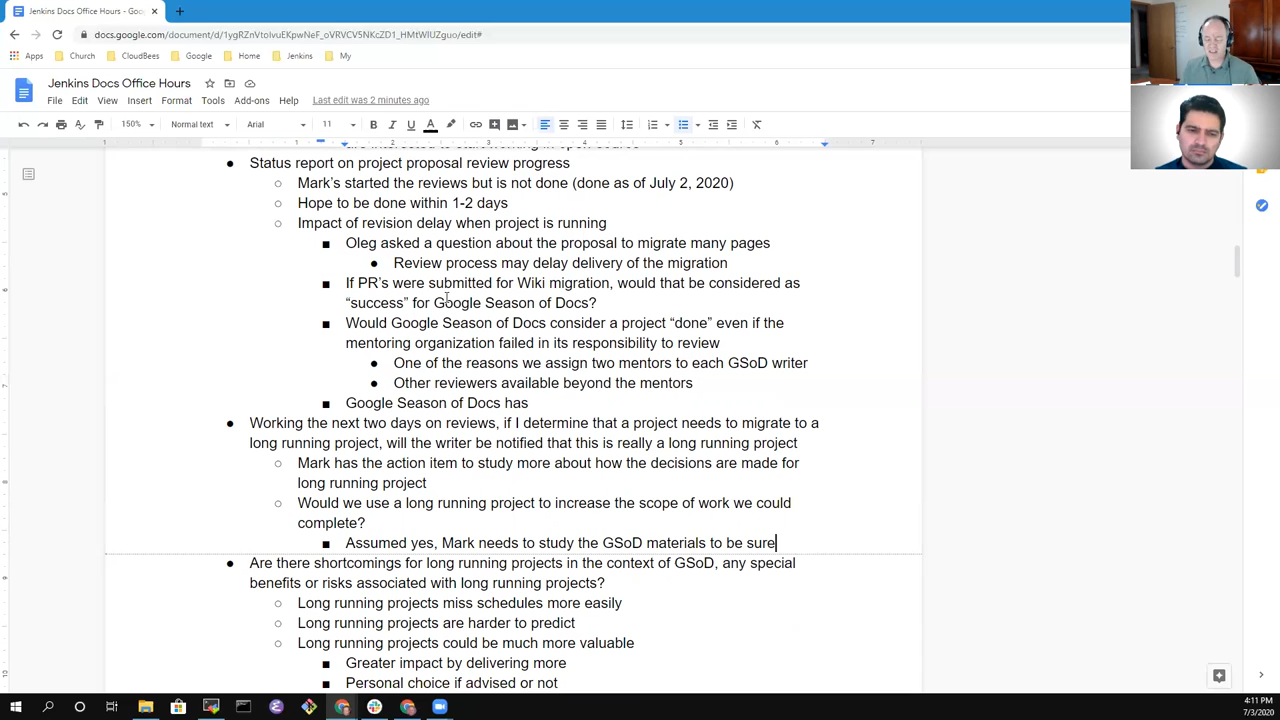 Jenkins Docs Office Hours - Goo
docs.google.com/document/d/1ygRZnVtoIvuEKpwNeF_oVRVCV5NKcZD1_HMtWIUZguo/edit#
Apps Church CloudBees Google Home Jenkins My
Jenkins Docs Office Hours
File Edit View Insert Format Tools Add-ons Help Last edit was 2 minutes ago
150% Normal text Arial 11
1 1 2 3 4 5 6 7
• Status report on project proposal review progress
○ Mark's started the reviews but is not done (done as of July 2, 2020)
○ Hope to be done within 1-2 days
○ Impact of revision delay when project is running
■ Oleg asked a question about the proposal to migrate many pages
• Review process may delay delivery of the migration
■ If PR's were submitted for Wiki migration, would that be considered as
“success” for Google Season of Docs?
■ Would Google Season of Docs consider a project “done” even if the
mentoring organization failed in its responsibility to review
• One of the reasons we assign two mentors to each GSoD writer
• Other reviewers available beyond the mentors
■ Google Season of Docs has
• Working the next two days on reviews, if I determine that a project needs to migrate to a
long running project, will the writer be notified that this is really a long running project
○ Mark has the action item to study more about how the decisions are made for
long running project
○ Would we use a long running project to increase the scope of work we could
complete?
■ Assumed yes, Mark needs to study the GSoD materials to be sure
• Are there shortcomings for long running projects in the context of GSoD, any special
benefits or risks associated with long running projects?
○ Long running projects miss schedules more easily
○ Long running projects are harder to predict
○ Long running projects could be much more valuable
■ Greater impact by delivering more
■ Personal choice if advised or not
4:11 PM
7/3/2020